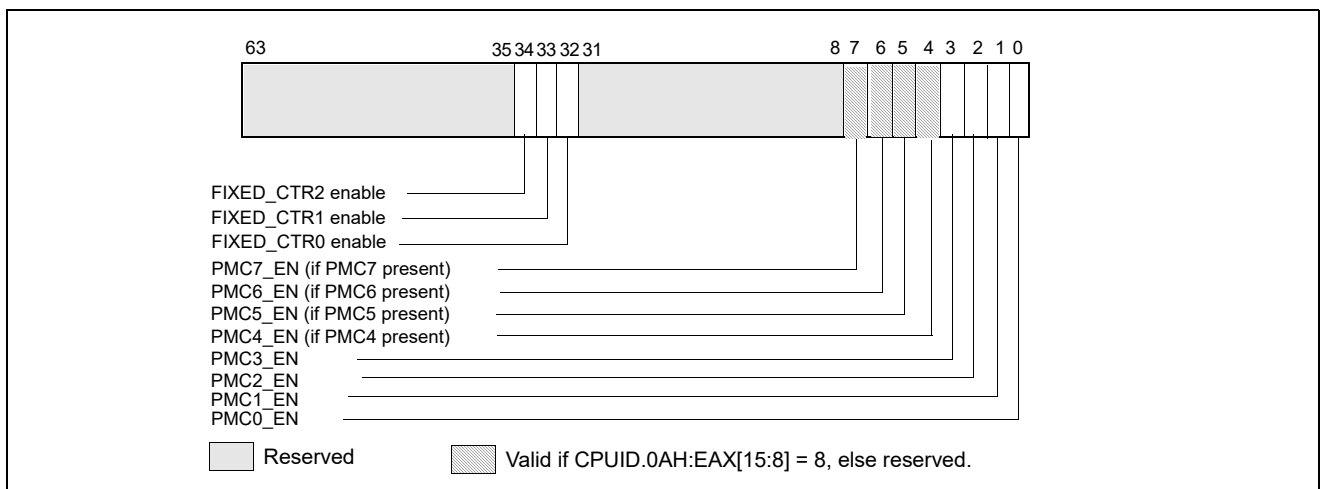 63 35 34 33 32 31 8 7 6 5 4 3 2 1 0
FIXED_CTR2 enable
FIXED_CTR1 enable
FIXED_CTR0 enable
PMC7_EN (if PMC7 present)
PMC6_EN (if PMC6 present)
PMC5_EN (if PMC5 present)
PMC4_EN (if PMC4 present)
PMC3_EN
PMC2_EN
PMC1_EN
PMC0_EN
Reserved Valid if CPUID.0AH:EAX[15:8] = 8, else reserved.